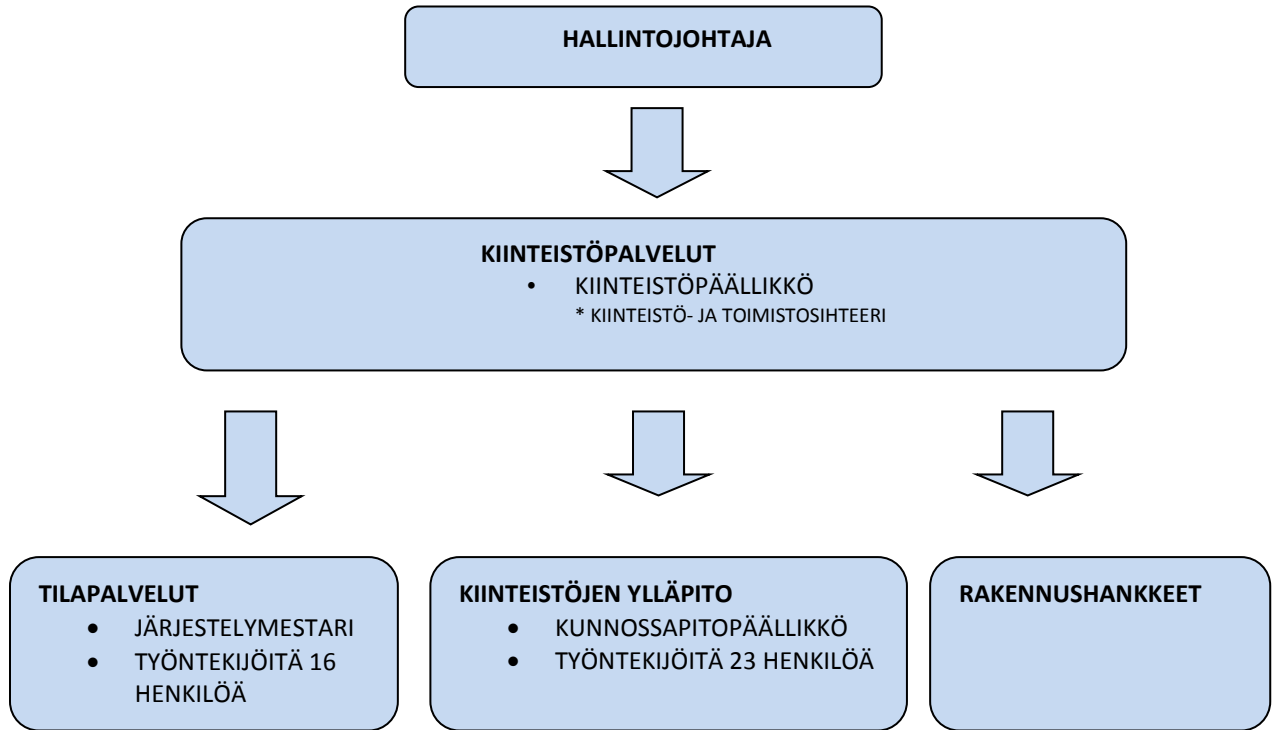 HALLINTOJOHTAJA
KIINTEISTÖPALVELUT
• KIINTEISTÖPÄÄLLIKKÖ
* KIINTEISTÖ- JA TOIMISTOSIHTEERI
TILAPALVELUT
• JÄRJESTELYMESTARI
• TYÖNTEKIJÖITÄ 16
HENKILÖÄ
KIINTEISTÖJEN YLLÄPITO
• KUNNOSSAPITOPÄÄLLIKKÖ
• TYÖNTEKIJÖITÄ 23 HENKILÖÄ
RAKENNUSHANKKEET